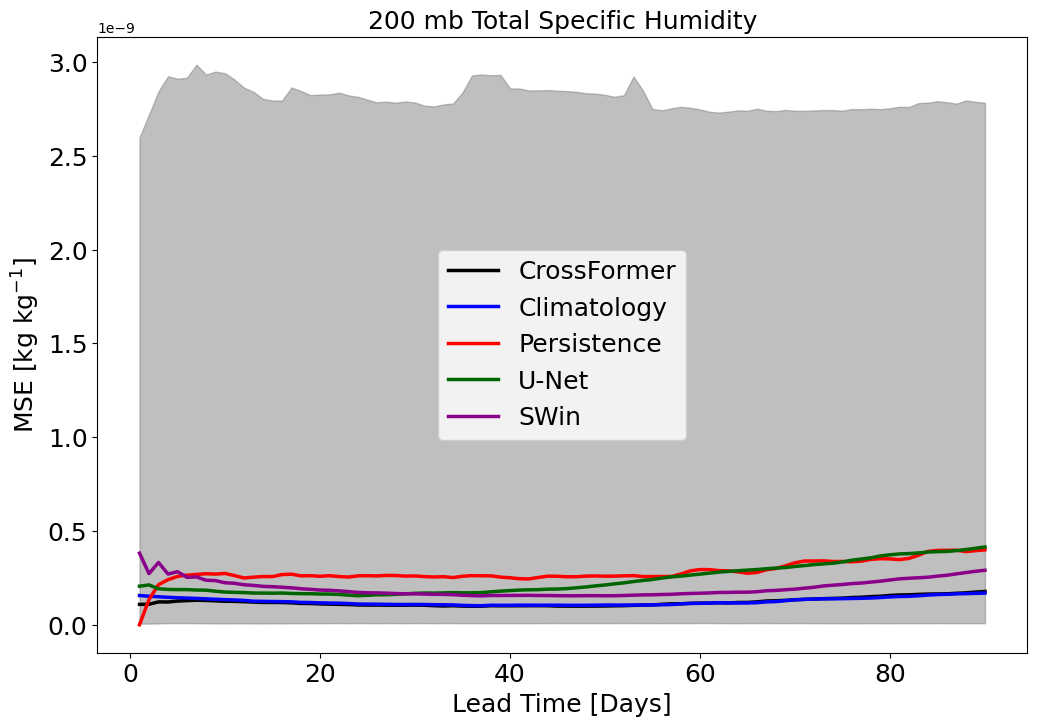 200 mb Total Specific Humidity
1e−9
3.0
2.5
2.0
1.5
1.0
0.5
0.0
MSE [kg kg⁻¹]
CrossFormer
Climatology
Persistence
U-Net
SWin
0 20 40 60 80
Lead Time [Days]